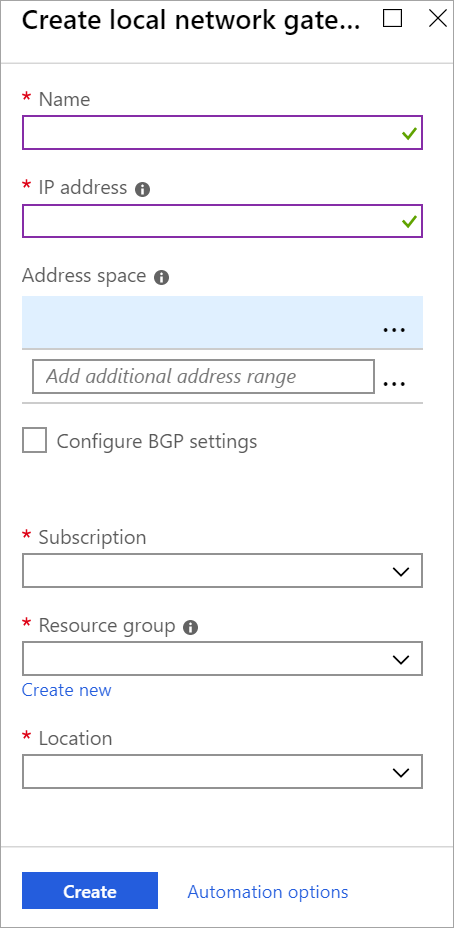 Create local network gate...
* Name
* IP address
Address space
...
Add additional address range ...
Configure BGP settings
* Subscription
* Resource group
Create new
* Location
Create Automation options